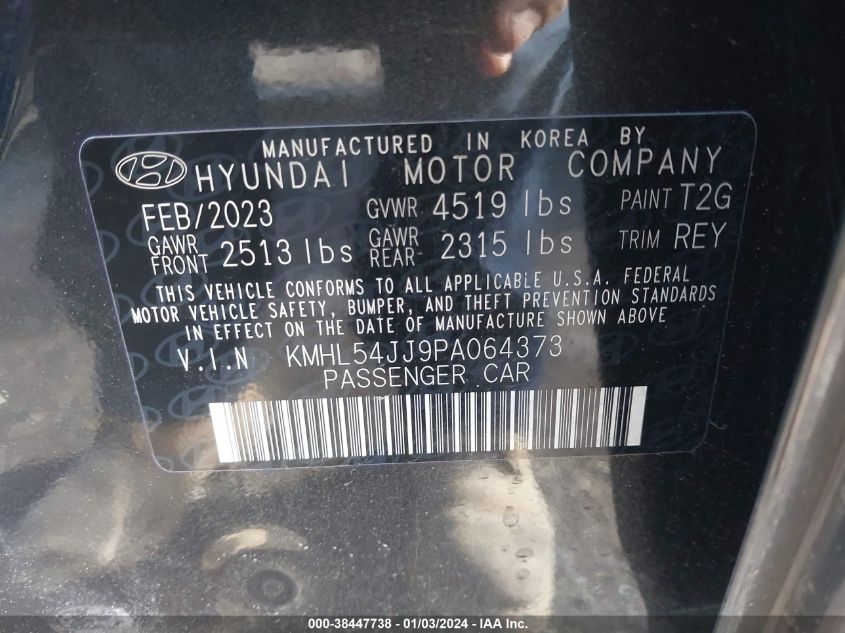 MANUFACTURED IN KOREA BY
HYUNDAI MOTOR COMPANY
FEB/2023 GVWR 4519 lbs PAINT T2G
GAWR FRONT 2513 lbs GAWR REAR 2315 lbs TRIM REY
THIS VEHICLE CONFORMS TO ALL APPLICABLE U.S.A. FEDERAL
MOTOR VEHICLE SAFETY, BUMPER, AND THEFT PREVENTION STANDARDS
IN EFFECT ON THE DATE OF MANUFACTURE SHOWN ABOVE
V.I.N KMHL54JJ9PA064373
PASSENGER CAR
000-38447738 - 01/03/2024 - IAA Inc.